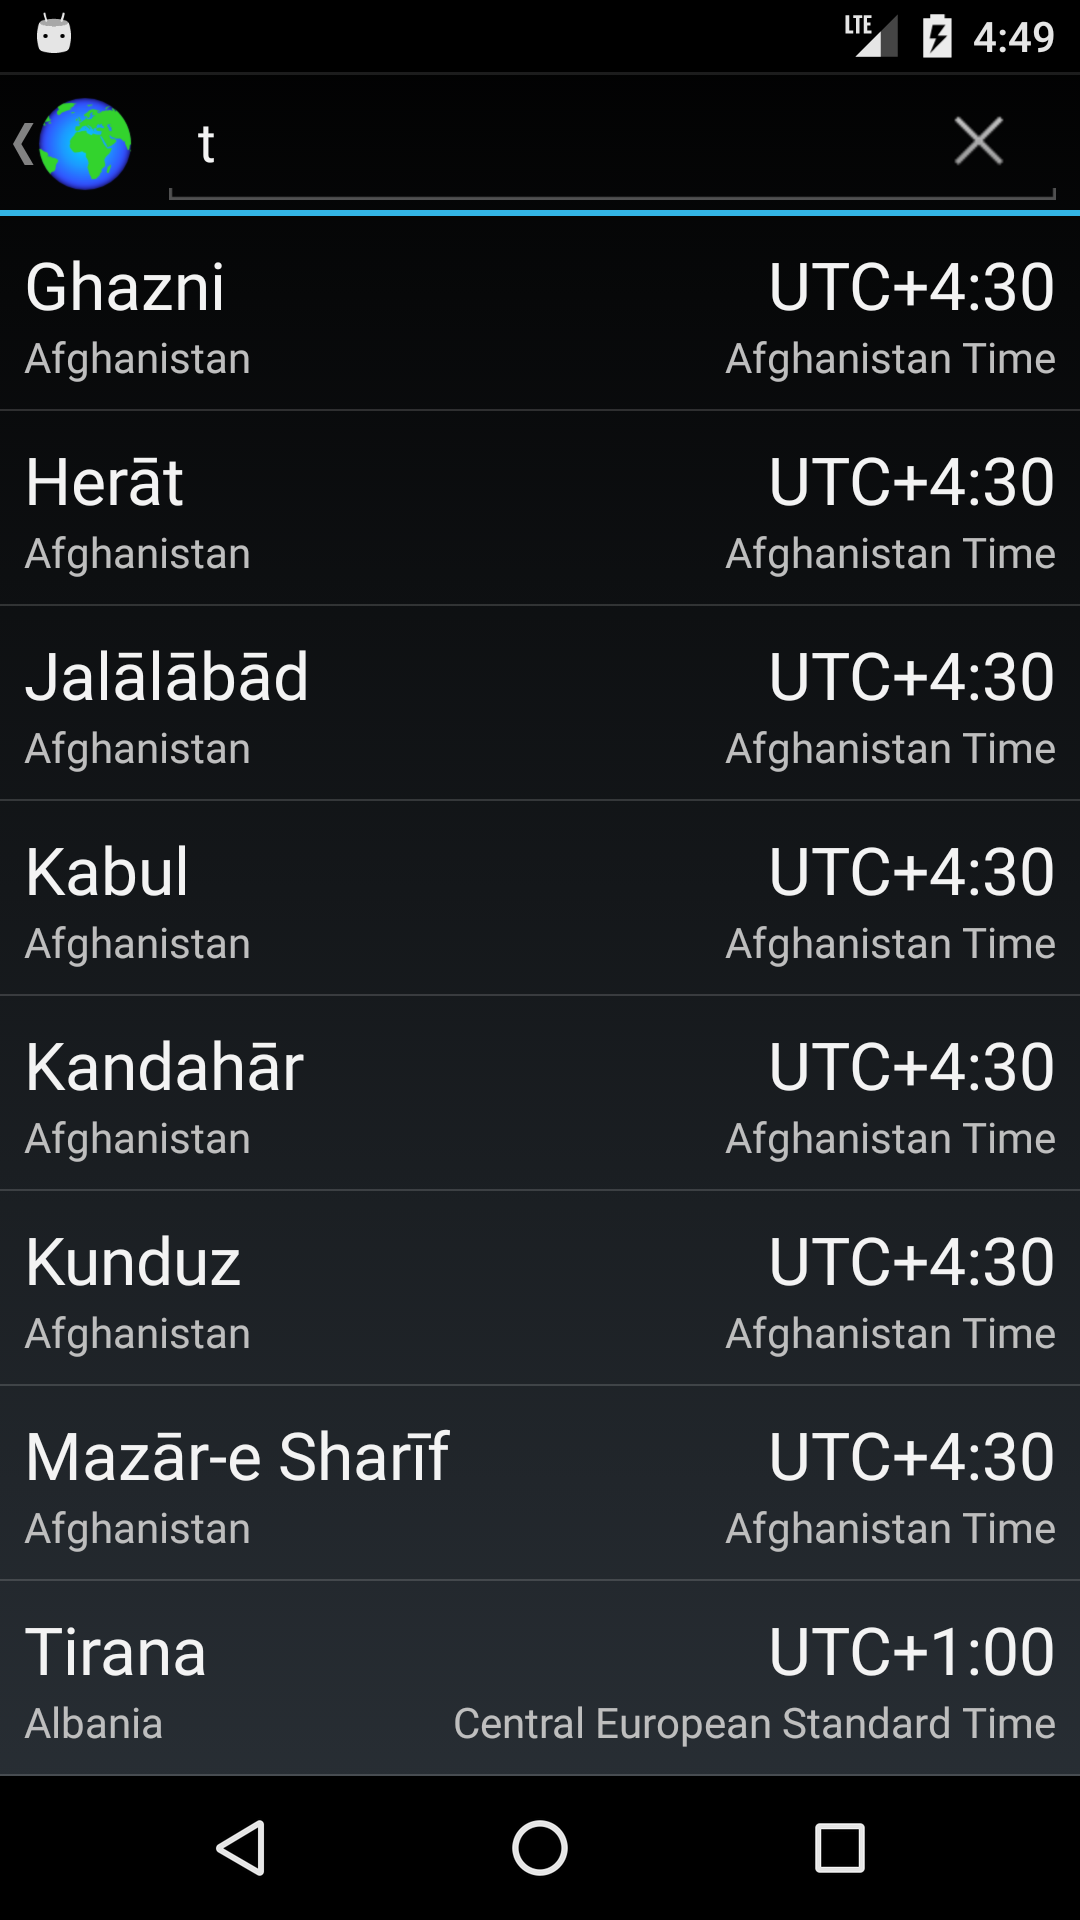 LTE 4:49
t
Ghazni UTC+4:30
Afghanistan Afghanistan Time
Herāt UTC+4:30
Afghanistan Afghanistan Time
Jalālābād UTC+4:30
Afghanistan Afghanistan Time
Kabul UTC+4:30
Afghanistan Afghanistan Time
Kandahār UTC+4:30
Afghanistan Afghanistan Time
Kunduz UTC+4:30
Afghanistan Afghanistan Time
Mazār-e Sharīf UTC+4:30
Afghanistan Afghanistan Time
Tirana UTC+1:00
Albania Central European Standard Time